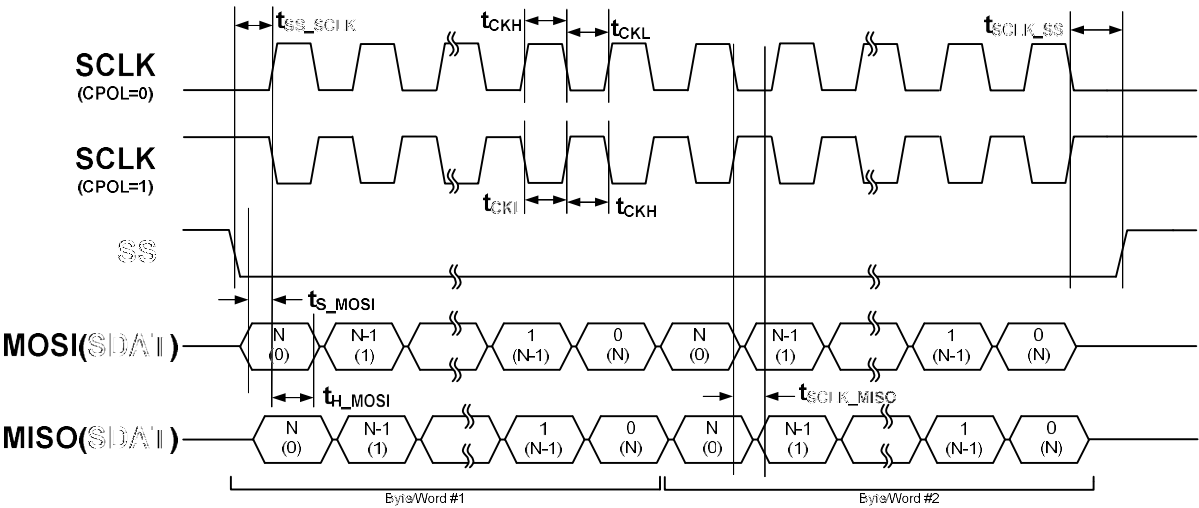 tSS_SCLK
tCKH
tCKL
tSCLK_SS
SCLK
(CPOL=0)
SCLK
(CPOL=1)
tCKL
tCKH
SS
tS_MOSI
MOSI(SDAT)
N N-1 1 0 N N-1 1 0
(0) (1) (N-1) (N) (0) (1) (N-1) (N)
tH_MOSI
tSCLK_MISO
MISO(SDAT)
N N-1 1 0 N N-1 1 0
(0) (1) (N-1) (N) (0) (1) (N-1) (N)
Byte/Word #1
Byte/Word #2